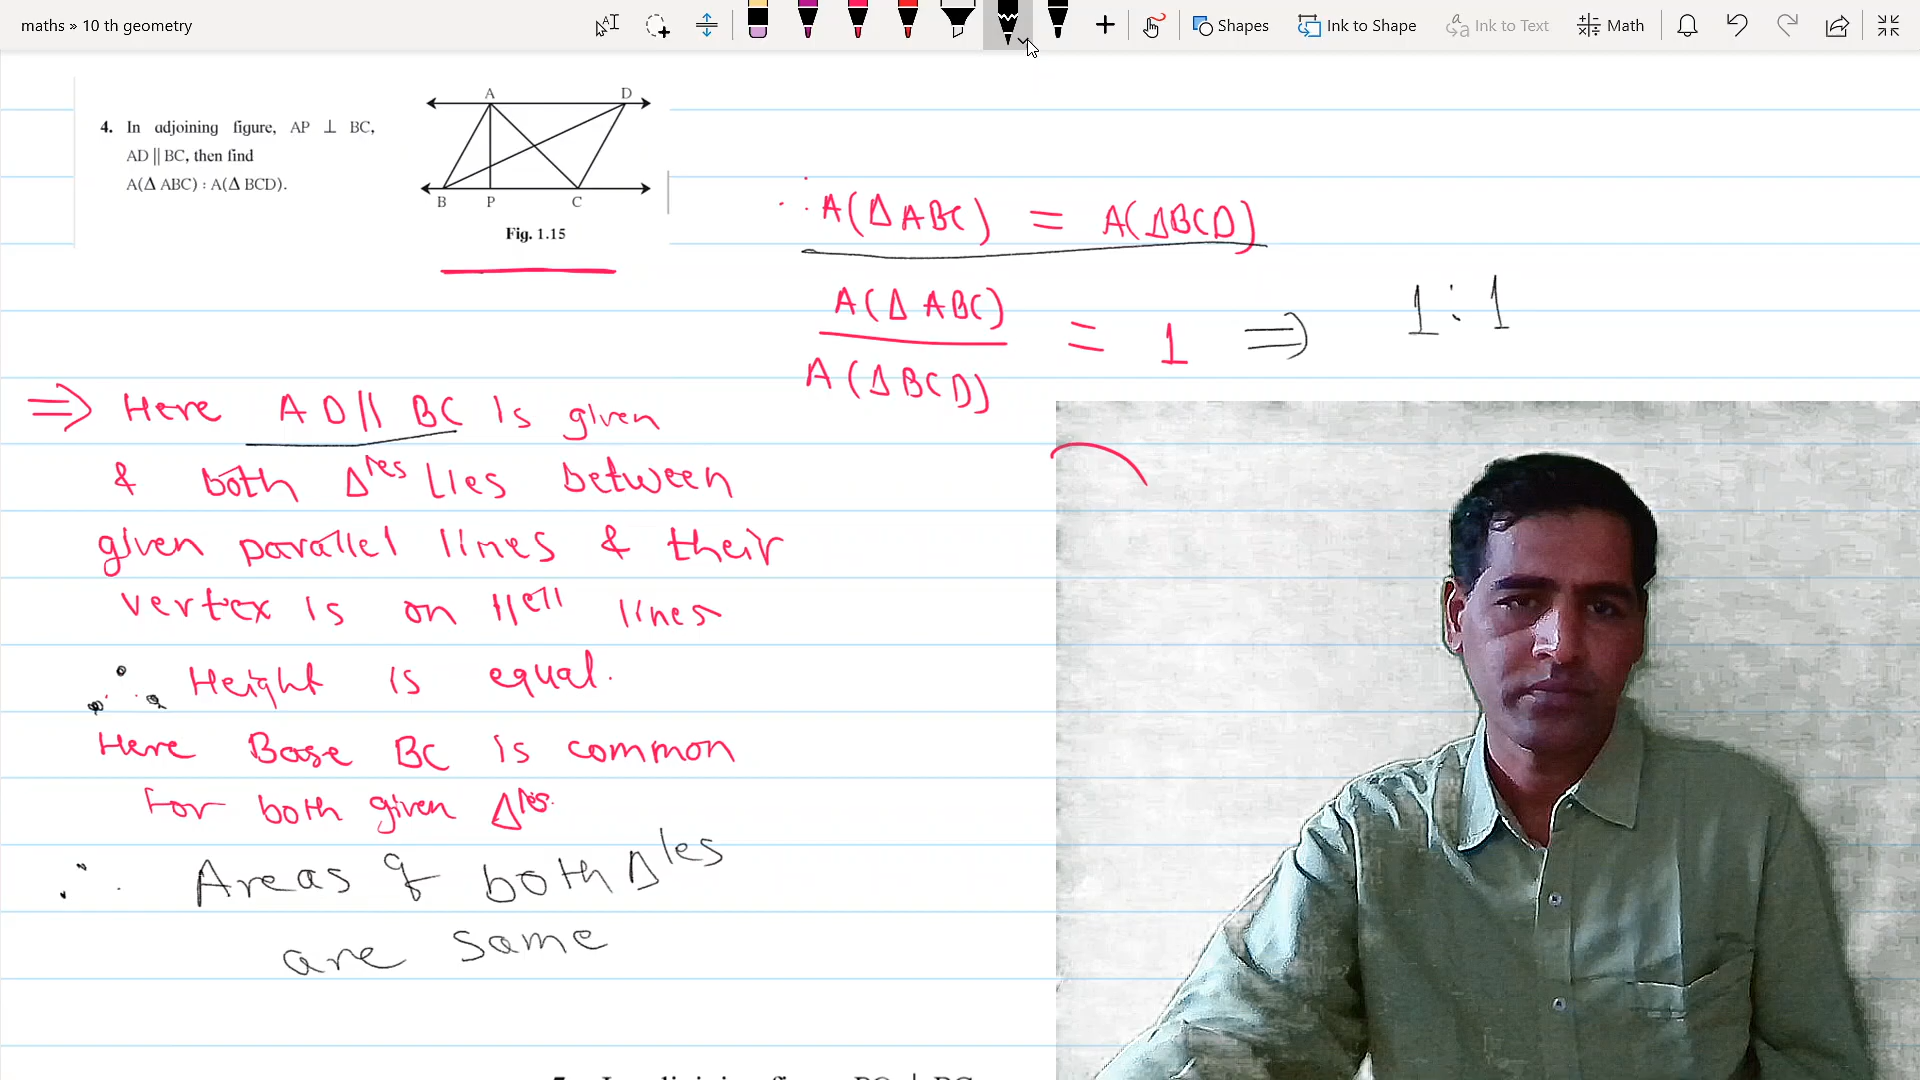 maths » 10 th geometry
Shapes
Ink to Shape
Ink to Text
Math
4. In adjoining figure, AP ⊥ BC,
AD || BC, then find
A(Δ ABC) : A(Δ BCD).
A D
B P C
Fig. 1.15
∴ A(Δ ABC) = A(ΔBCD)
A(Δ ABC)
A(ΔBCD)
= 1 ⇒ 1 : 1
⇒ Here AD || BC is given
& both Δles lies between
given parallel lines & their
vertex is on llell lines
∴ Height is equal.
Here Base BC is common
For both given Δles.
∴ Areas of both Δles
are same